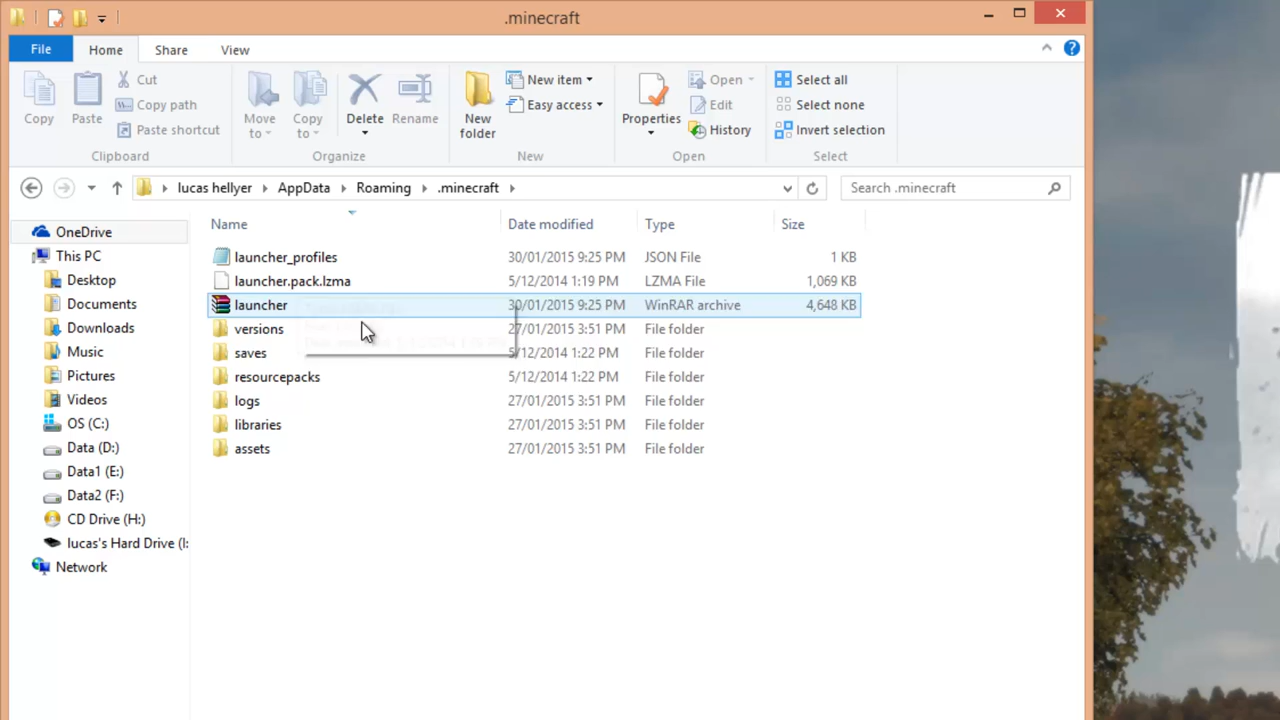 .minecraft
File Home Share View
Copy
Paste
Cut
Copy path
Paste shortcut
Clipboard
Move to
Copy to
Delete
Rename
Organize
New folder
New item
Easy access
New
Properties
Open
Edit
History
Open
Select all
Select none
Invert selection
Select
lucas hellyer AppData Roaming .minecraft
Search .minecraft
OneDrive
This PC
Desktop
Documents
Downloads
Music
Pictures
Videos
OS (C:)
Data (D:)
Data1 (E:)
Data2 (F:)
CD Drive (H:)
lucas's Hard Drive (I:
Network
Name Date modified Type Size
launcher_profiles 30/01/2015 9:25 PM JSON File 1 KB
launcher.pack.lzma 5/12/2014 1:19 PM LZMA File 1,069 KB
launcher 30/01/2015 9:25 PM WinRAR archive 4,648 KB
versions 27/01/2015 3:51 PM File folder
saves 5/12/2014 1:22 PM File folder
resourcepacks 5/12/2014 1:22 PM File folder
logs 27/01/2015 3:51 PM File folder
libraries 27/01/2015 3:51 PM File folder
assets 27/01/2015 3:51 PM File folder